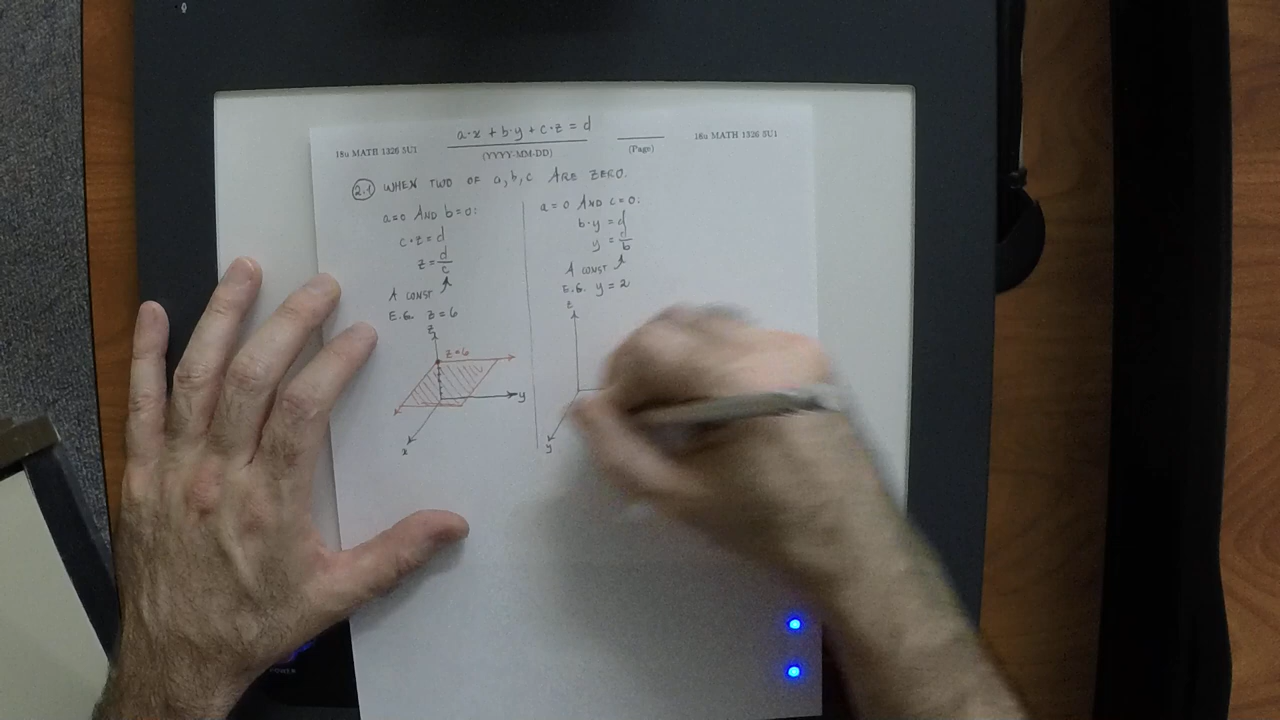 a·x + b·y + c·z = d
18u MATH 1326 5U1
(YYYY-MM-DD)
(Page)
18u MATH 1326 5U1
2.1 WHEN TWO OF a, b, c ARE ZERO.
a=0 AND b=0:
c·z=d
z=d/c
A CONST
E.G. z=6
z
z=6
y
x
a=0 AND c=0:
b·y=d
y=d/b
A CONST
E.G. y=2
z
y
POWER